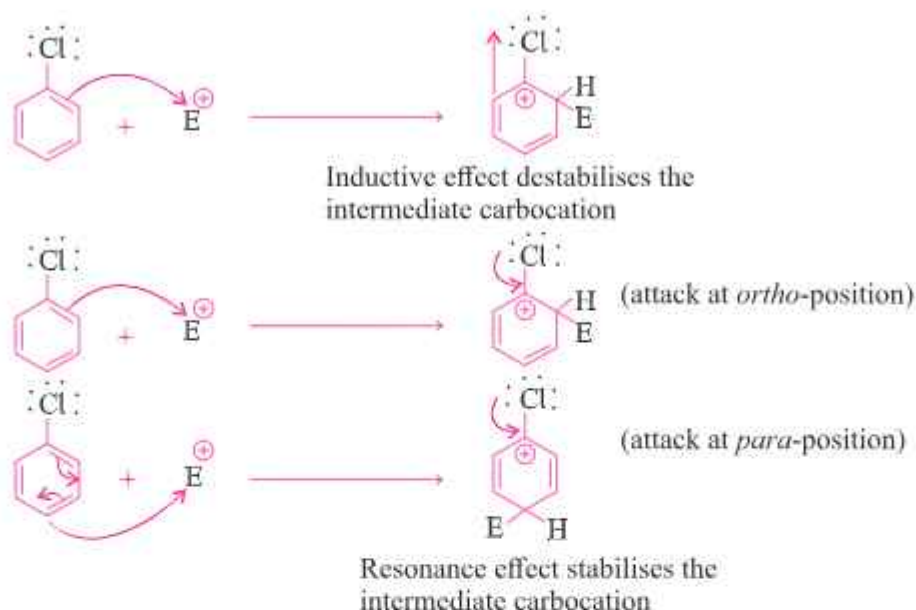 Cl
Cl
H
E
+
E
Inductive effect destabilises the
intermediate carbocation
Cl
Cl
H
E
(attack at ortho-position)
+
E
Cl
Cl
(attack at para-position)
+
E
E
H
Resonance effect stabilises the
intermediate carbocation